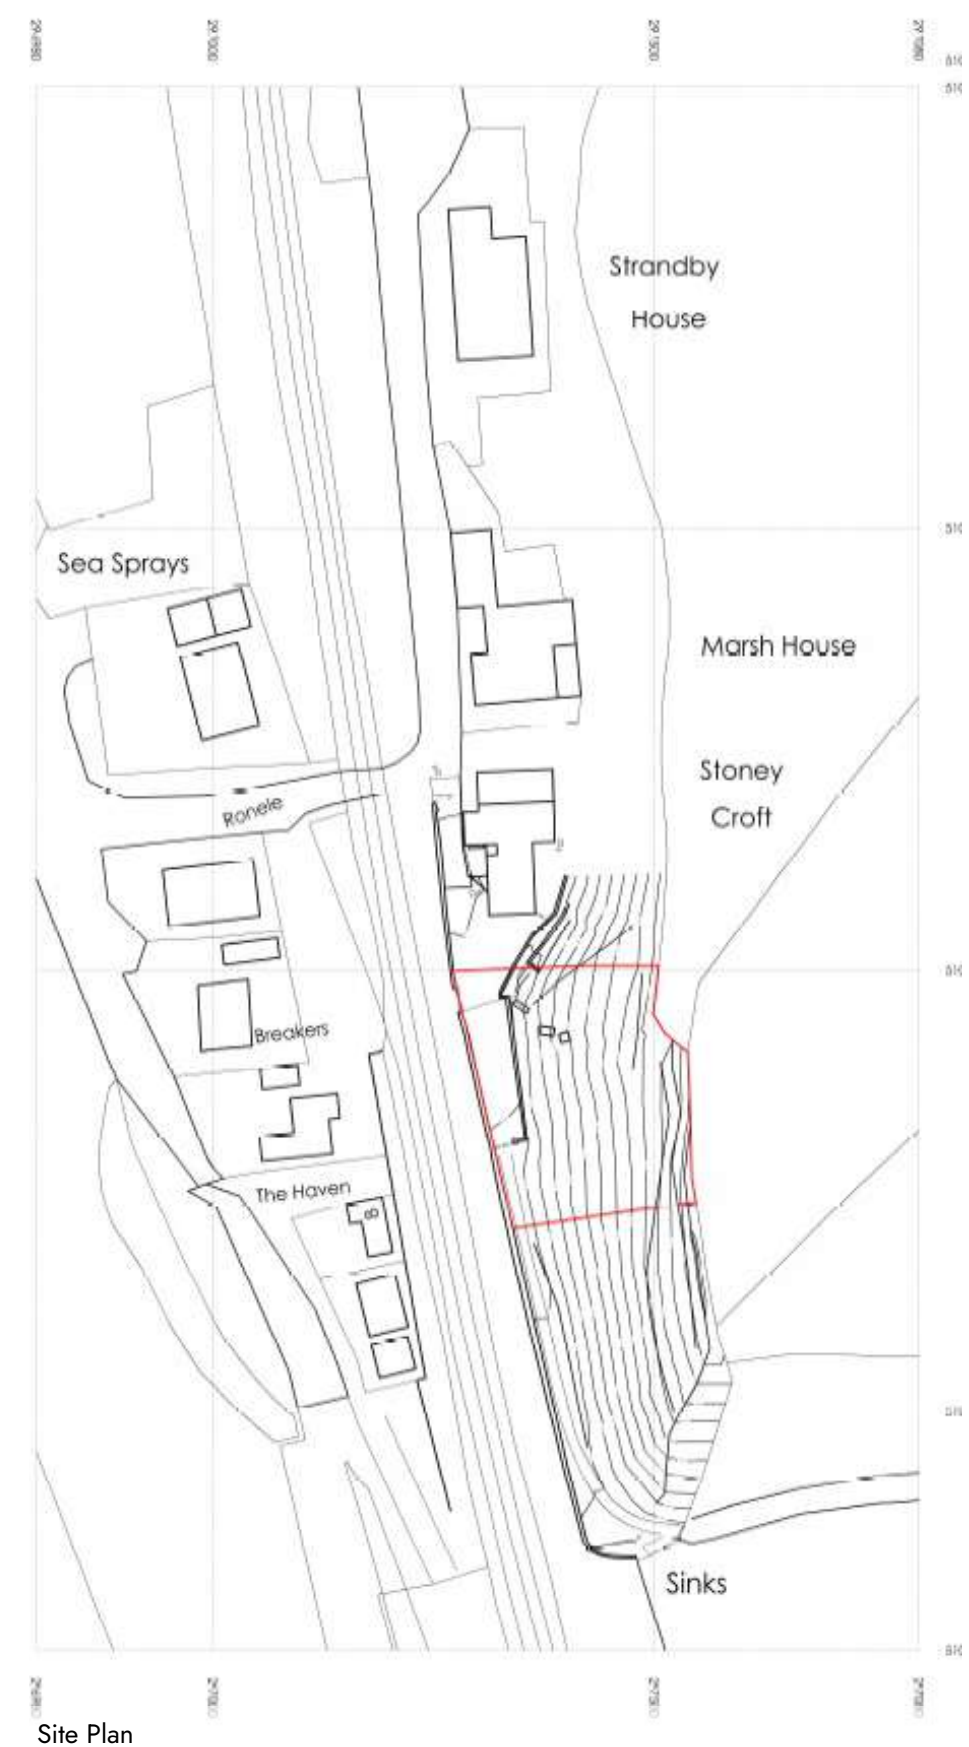 Strandby
House
Sea Sprays
Marsh House
Stoney
Croft
Ronele
Breakers
The Haven
Sinks
Site Plan